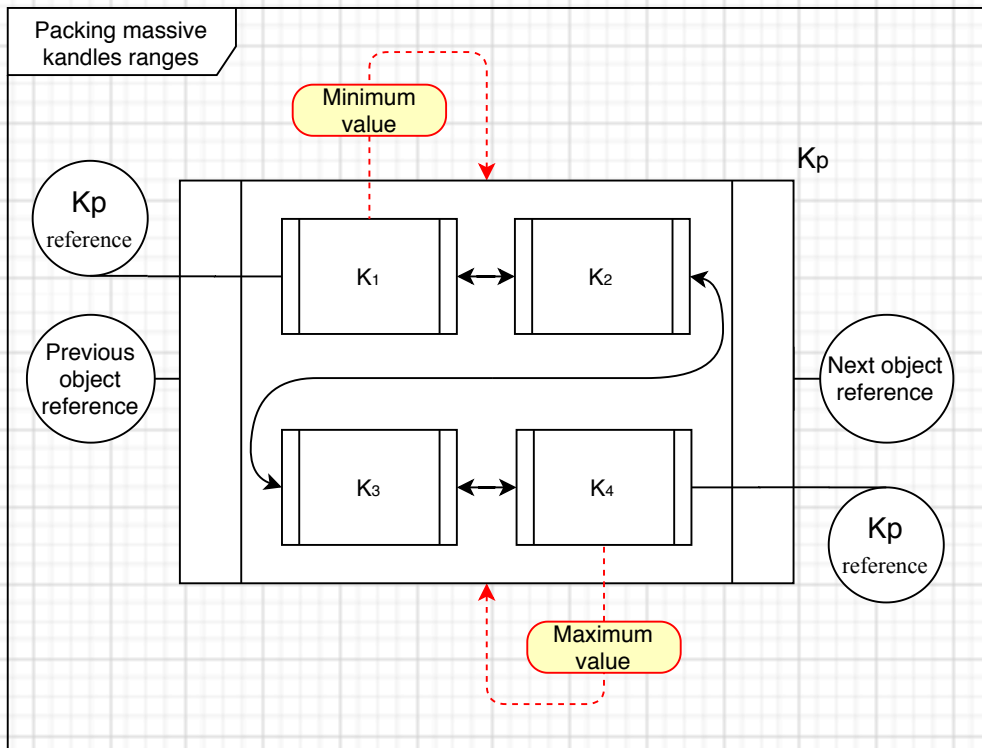 Packing massive
kandles ranges
Minimum
value
Kp
Kp
reference
K1
K2
Previous
object
reference
Next object
reference
K3
K4
Kp
reference
Maximum
value